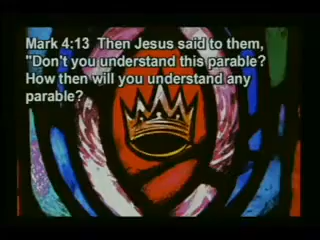 Mark 4:13  Then Jesus said to them,
"Don't you understand this parable?
How then will you understand any
parable?